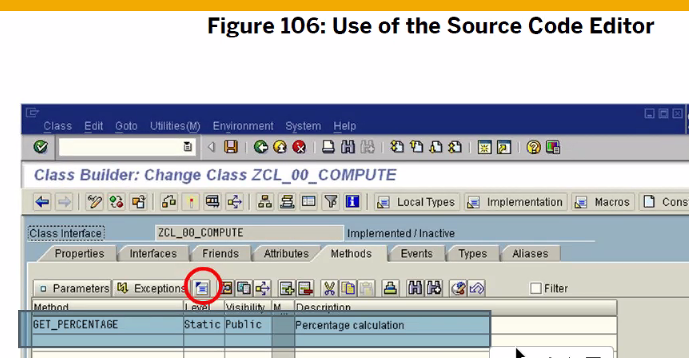 Figure 106: Use of the Source Code Editor
Class Edit Goto Utilities(M) Environment System Help
Class Builder: Change Class ZCL_00_COMPUTE
Local Types Implementation Macros Cons
Class Interface ZCL_00_COMPUTE Implemented / Inactive
Properties Interfaces Friends Attributes Methods Events Types Aliases
Parameters Exceptions Filter
Method Level Visibility M... Description
GET_PERCENTAGE Static Public Percentage calculation